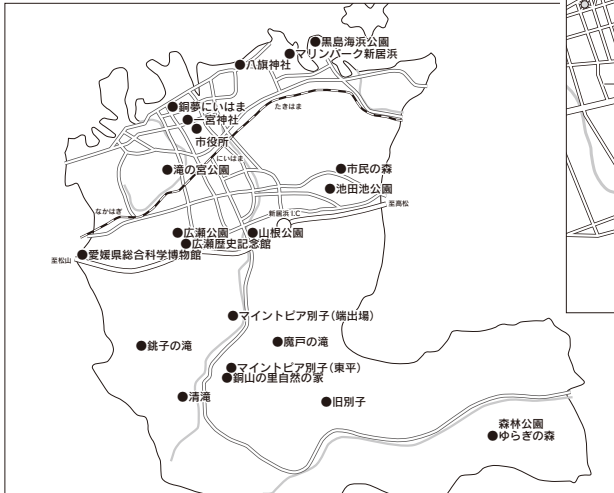 ●黒島海浜公園
●マリンパーク新居浜
●八旗神社
●銅夢にいはま
●一宮神社
●
市役所
たきはま
にいはま
●滝の宮公園
●市民の森
●池田池公園
至高松
なかはぎ
新居浜 I.C
●広瀬公園
●山根公園
●広瀬歴史記念館
●愛媛県総合科学博物館
至松山
●マイントピア別子(端出場)
●銚子の滝
●魔戸の滝
●マイントピア別子(東平)
●銅山の里自然の家
●清滝
●旧別子
森林公園
●ゆらぎの森